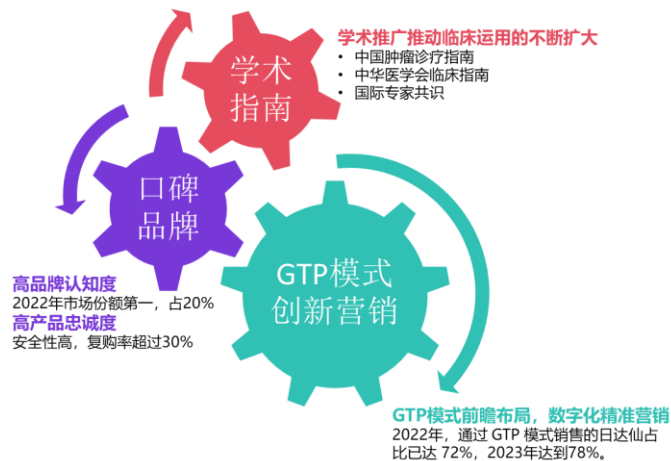 学术推广推动临床运用的不断扩大
• 中国肿瘤诊疗指南
• 中华医学会临床指南
• 国际专家共识
学术
指南
口碑
品牌
高品牌认知度
2022年市场份额第一，占20%
高产品忠诚度
安全性高，复购率超过30%
GTP模式
创新营销
GTP模式前瞻布局，数字化精准营销
2022年，通过 GTP 模式销售的日达仙占
比已达 72%，2023年达到78%。